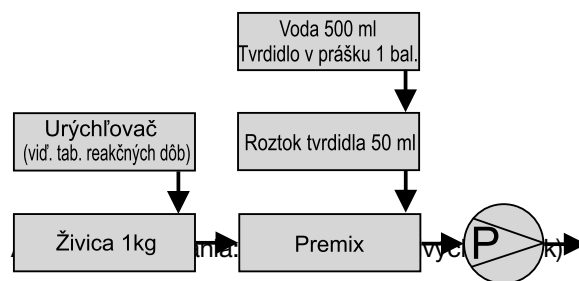 Voda 500 ml
Tvrdidlo v prášku 1 bal.
Urýchľovač
(viď. tab. reakčných dôb)
Roztok tvrdidla 50 ml
Živica 1kg
Premix
P